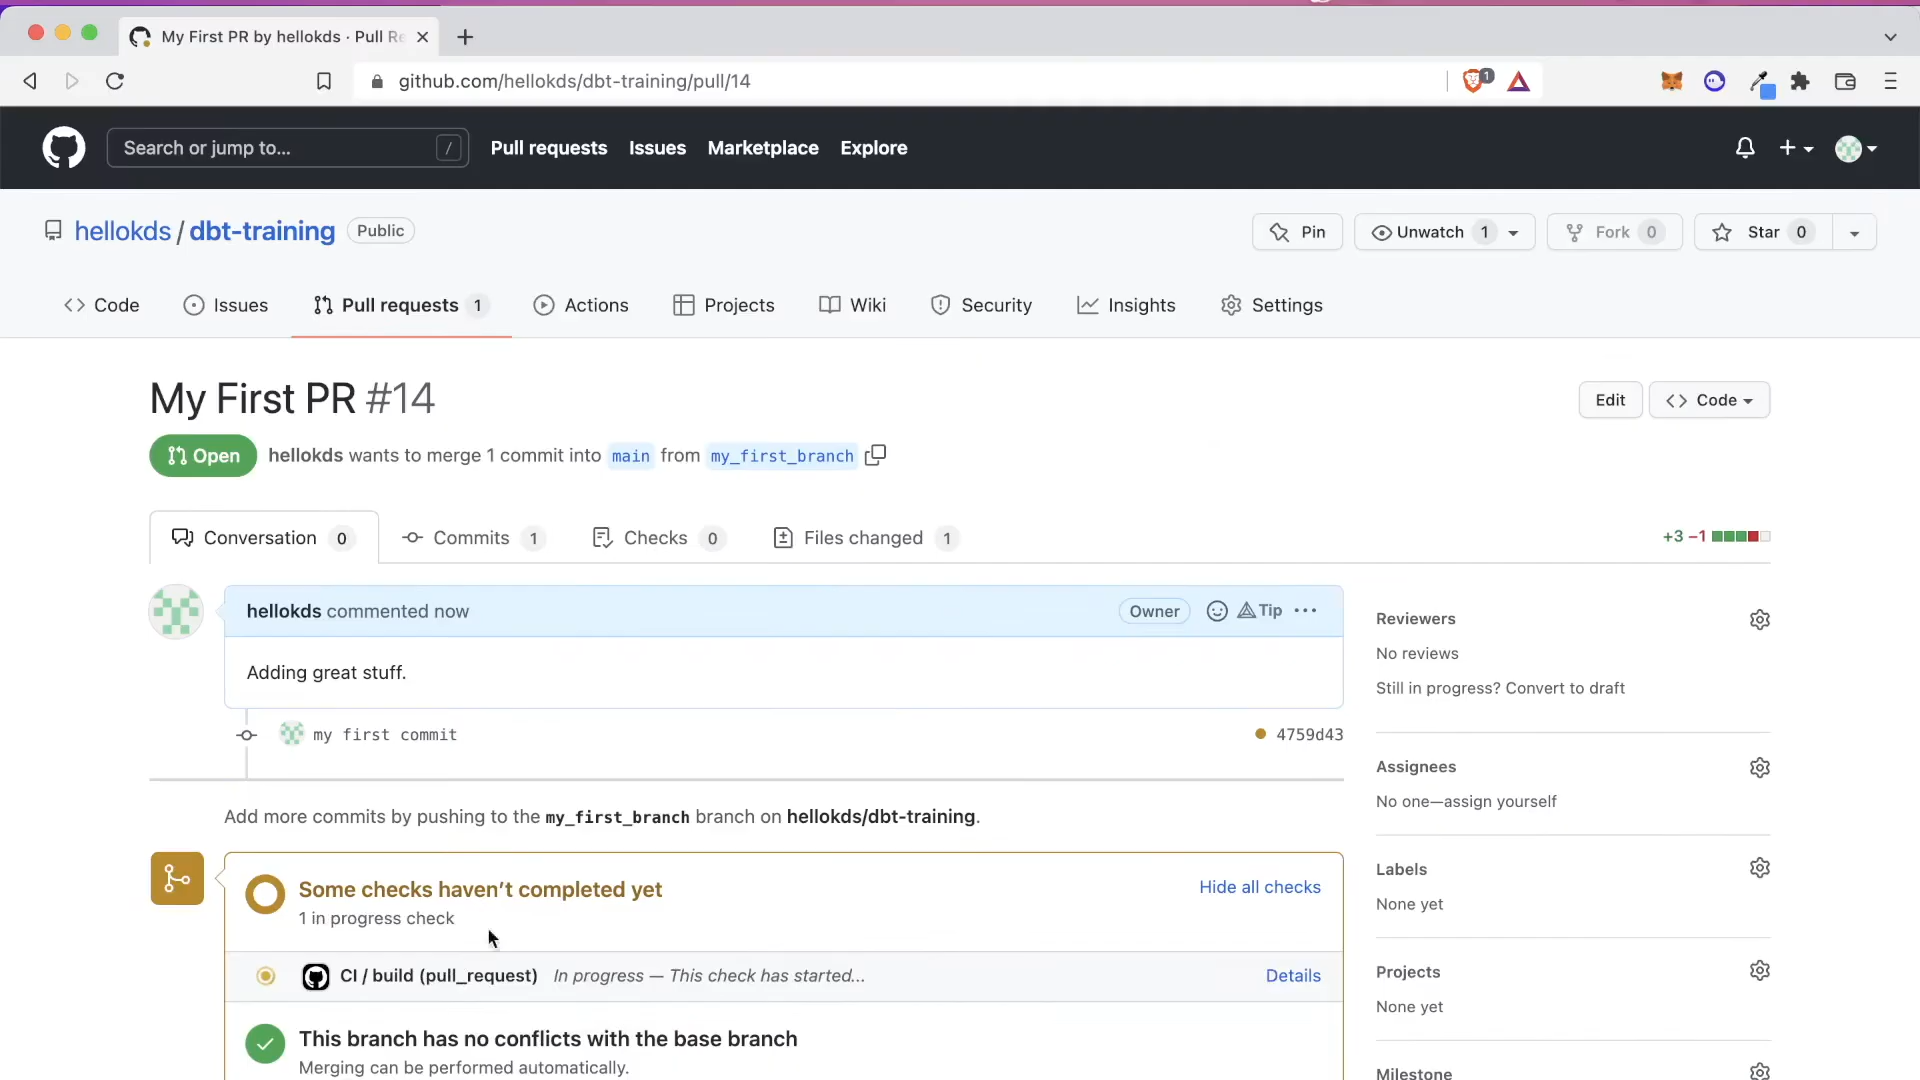 My First PR by hellokds · Pull Re
github.com/hellokds/dbt-training/pull/14
1
Search or jump to... /
Pull requests Issues Marketplace Explore
hellokds / dbt-training Public
Pin Unwatch 1 Fork 0 Star 0
Code Issues Pull requests 1 Actions Projects Wiki Security Insights Settings
My First PR #14
Edit <> Code
Open hellokds wants to merge 1 commit into main from my_first_branch
Conversation 0 Commits 1 Checks 0 Files changed 1 +3 −1
hellokds commented now Owner Tip ...
Adding great stuff.
my first commit 4759d43
Add more commits by pushing to the my_first_branch branch on hellokds/dbt-training.
Some checks haven’t completed yet Hide all checks
1 in progress check
CI / build (pull_request) In progress — This check has started... Details
This branch has no conflicts with the base branch
Merging can be performed automatically.
Reviewers
No reviews
Still in progress? Convert to draft
Assignees
No one—assign yourself
Labels
None yet
Projects
None yet
Milestone